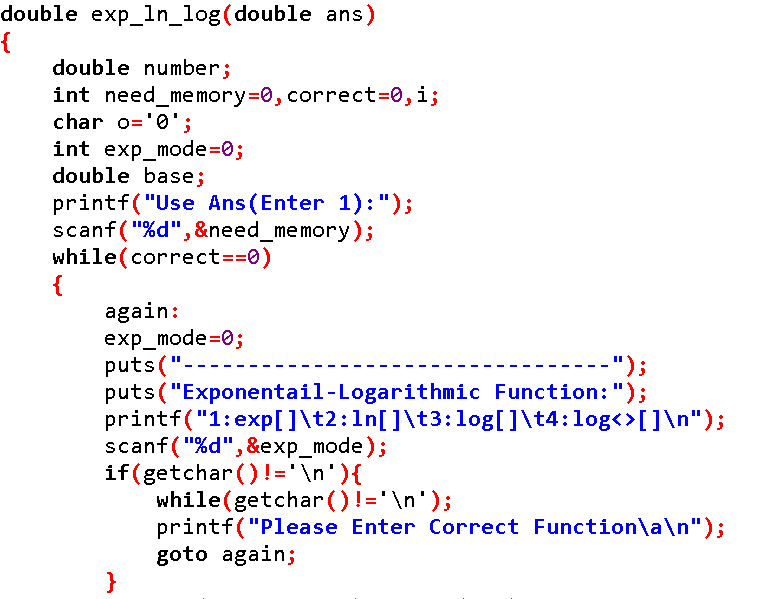 double exp_ln_log(double ans)
{
    double number;
    int need_memory=0,correct=0,i;
    char o='0';
    int exp_mode=0;
    double base;
    printf("Use Ans(Enter 1):");
    scanf("%d",&need_memory);
    while(correct==0)
    {
        again:
        exp_mode=0;
        puts("---------------------------------");
        puts("Exponentail-Logarithmic Function:");
        printf("1:exp[]\t2:ln[]\t3:log[]\t4:log<>[]\n");
        scanf("%d",&exp_mode);
        if(getchar()!='\n'){
            while(getchar()!='\n');
            printf("Please Enter Correct Function\a\n");
            goto again;
        }